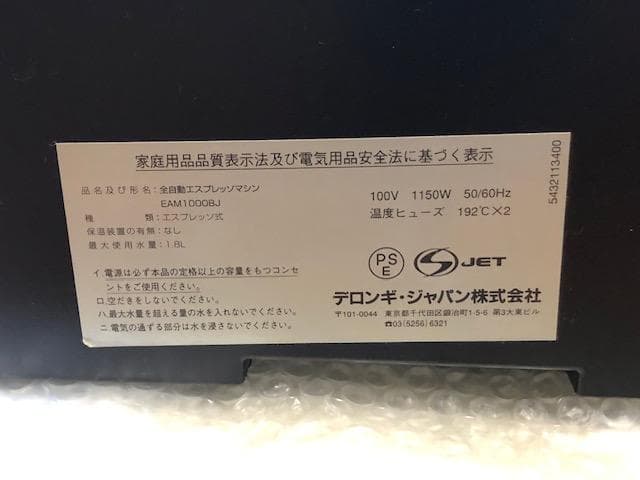 家庭用品品質表示法及び電気用品安全法に基づく表示
品名及び形名：全自動エスプレッソマシン
EAM1000BJ
種　　　類：エスプレッソ式
保温装置の有無：なし
最大使用水量：1.8L
イ.電源は必ず本品の定格以上の容量をもつコンセ
ントをご使用ください。
ロ.空だきをしないでください。
ハ.最大水量を超える量の水を入れないでください。
ニ.電気の通ずる部分は水を浸さないでください。
100V 1150W 50/60Hz
温度ヒューズ 192℃×2
PS
E
S JET
デロンギ・ジャパン株式会社
〒101-0044 東京都千代田区鍛冶町1-5-6 第3大東ビル
☎03(5256)6321
5432113400